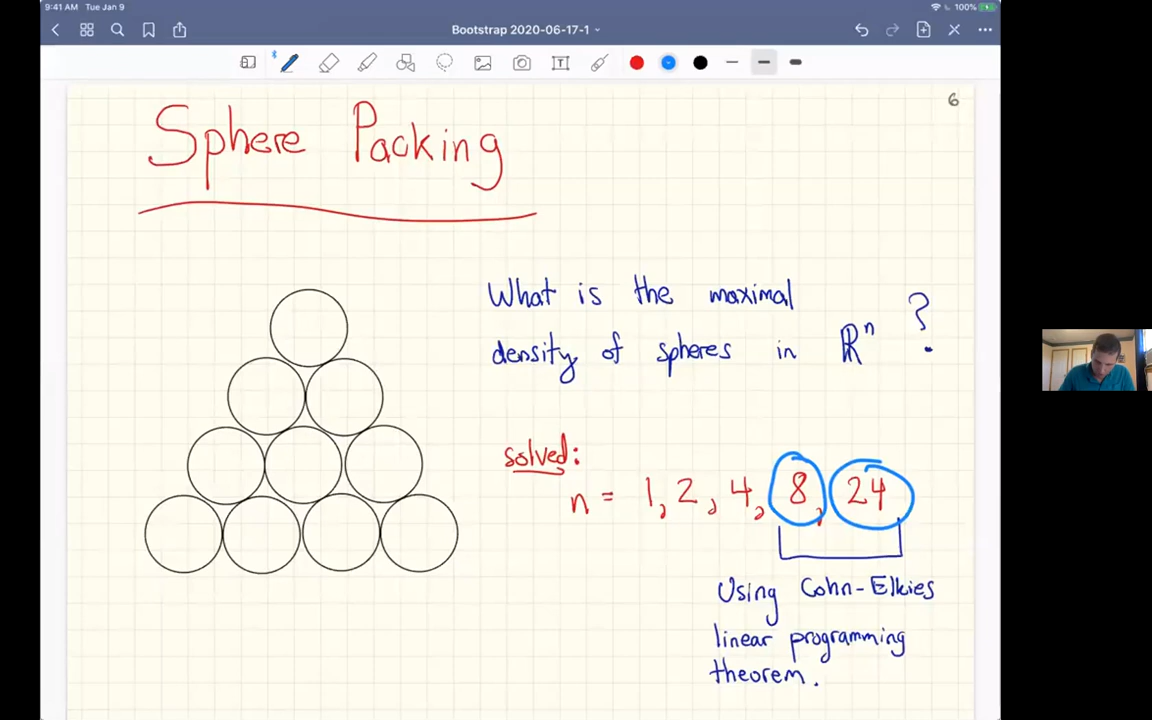 9:41 AM Tue Jan 9
100%
Bootstrap 2020-06-17-1
6
Sphere Packing
What is the maximal
density of spheres in ℝⁿ ?
solved:
n = 1, 2, 4, 8, 24
Using Cohn-Elkies
linear programming
theorem.